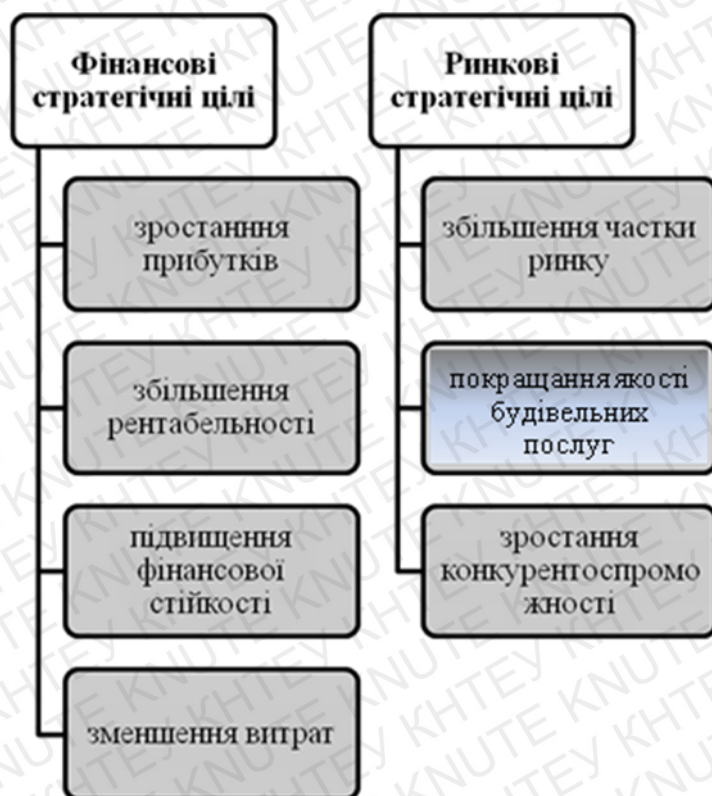 Фінансові
стратегічні цілі
зростанння
прибутків
збільшення
рентабельності
підвищення
фінансової
стійкості
зменшення витрат
Ринкові
стратегічні цілі
збільшення частки
ринку
покращання якості
будівельних
послуг
зростання
конкурентоспромо
жності